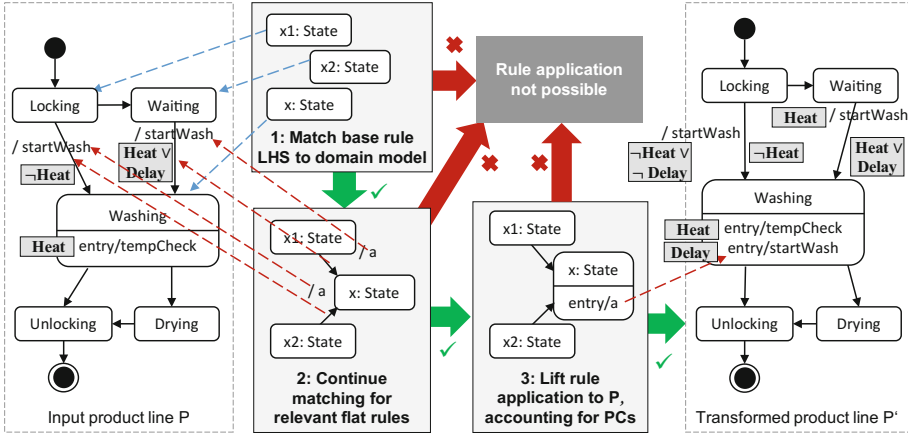 Locking
Waiting
/ startWash
/ startWash
¬Heat
Heat ∨
Delay
Washing
Heat
entry/tempCheck
Unlocking
Drying
Input product line P
x1: State
x2: State
x: State
1: Match base rule
LHS to domain model
Rule application
not possible
x1: State
/ a
x: State
/ a
x2: State
2: Continue
matching for
relevant flat rules
x1: State
x: State
entry/a
x2: State
3: Lift rule
application to P,
accounting for PCs
Locking
Waiting
Heat
/ startWash
/ startWash
¬Heat ∨
¬ Delay
¬Heat
Heat ∨
Delay
Washing
Heat
entry/tempCheck
Delay
entry/startWash
Unlocking
Drying
Transformed product line P‘